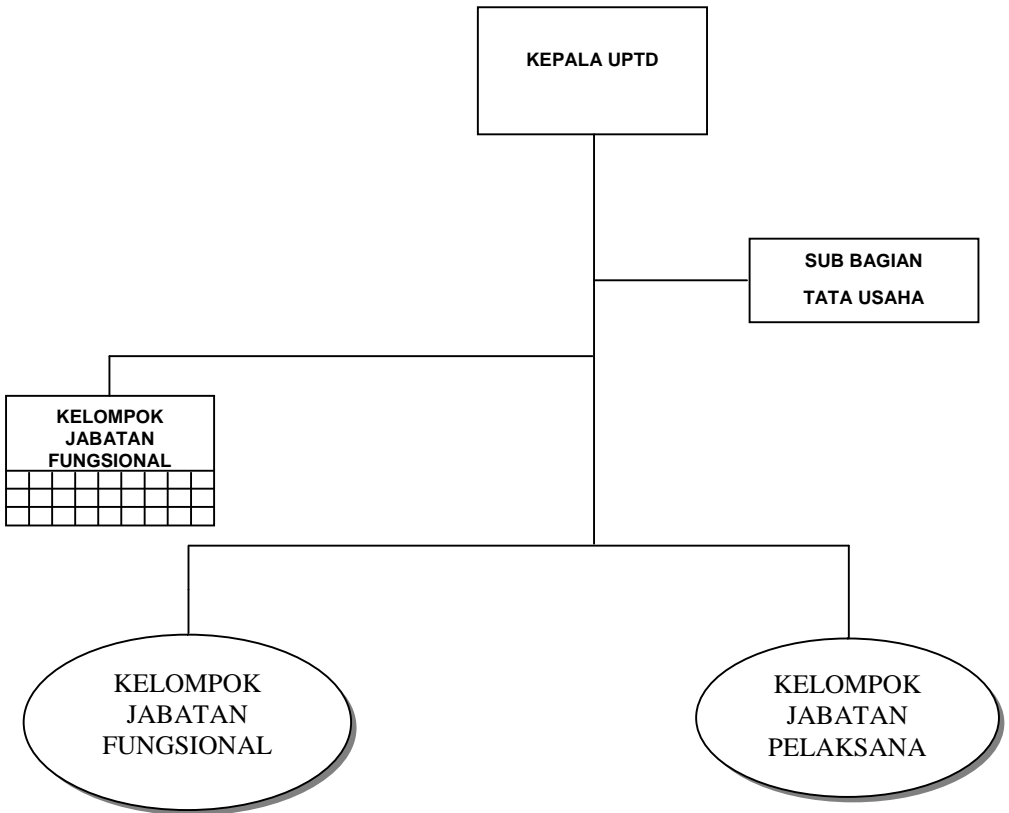 KEPALA UPTD
SUB BAGIAN
TATA USAHA
KELOMPOK
JABATAN
FUNGSIONAL
KELOMPOK
JABATAN
FUNGSIONAL
KELOMPOK
JABATAN
PELAKSANA